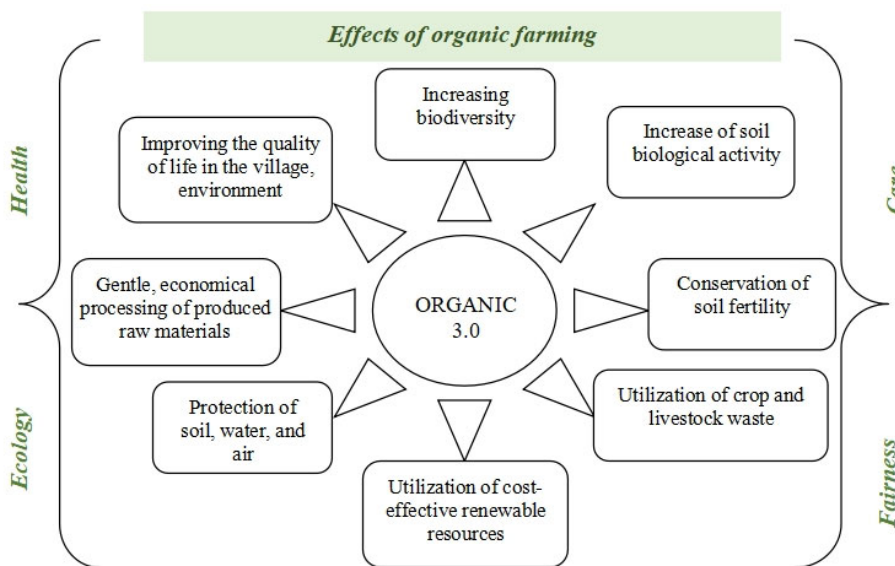 Effects of organic farming
Increasing
biodiversity
Improving the quality
of life in the village,
environment
Increase of soil
biological activity
Health
Care
Gentle, economical
processing of produced
raw materials
ORGANIC
3.0
Conservation of
soil fertility
Protection of
soil, water, and
air
Utilization of crop and
livestock waste
Ecology
Fairness
Utilization of cost-
effective renewable
resources